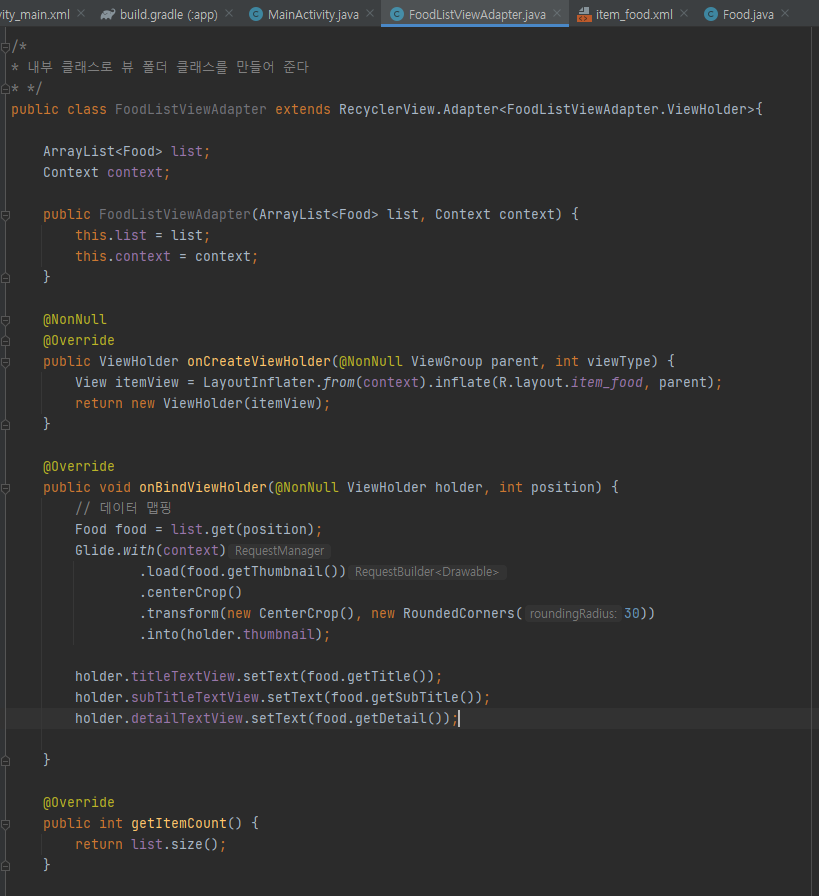 ity_main.xml build.gradle (:app) MainActivity.java FoodListViewAdapter.java item_food.xml Food.java
/*
* 내부 클래스로 뷰 폴더 클래스를 만들어 준다
* */
public class FoodListViewAdapter extends RecyclerView.Adapter<FoodListViewAdapter.ViewHolder>{
ArrayList<Food> list;
Context context;
public FoodListViewAdapter(ArrayList<Food> list, Context context) {
this.list = list;
this.context = context;
}
@NonNull
@Override
public ViewHolder onCreateViewHolder(@NonNull ViewGroup parent, int viewType) {
View itemView = LayoutInflater.from(context).inflate(R.layout.item_food, parent);
return new ViewHolder(itemView);
}
@Override
public void onBindViewHolder(@NonNull ViewHolder holder, int position) {
// 데이터 맵핑
Food food = list.get(position);
Glide.with(context) RequestManager
.load(food.getThumbnail()) RequestBuilder<Drawable>
.centerCrop()
.transform(new CenterCrop(), new RoundedCorners( roundingRadius: 30))
.into(holder.thumbnail);
holder.titleTextView.setText(food.getTitle());
holder.subTitleTextView.setText(food.getSubTitle());
holder.detailTextView.setText(food.getDetail());
}
@Override
public int getItemCount() {
return list.size();
}